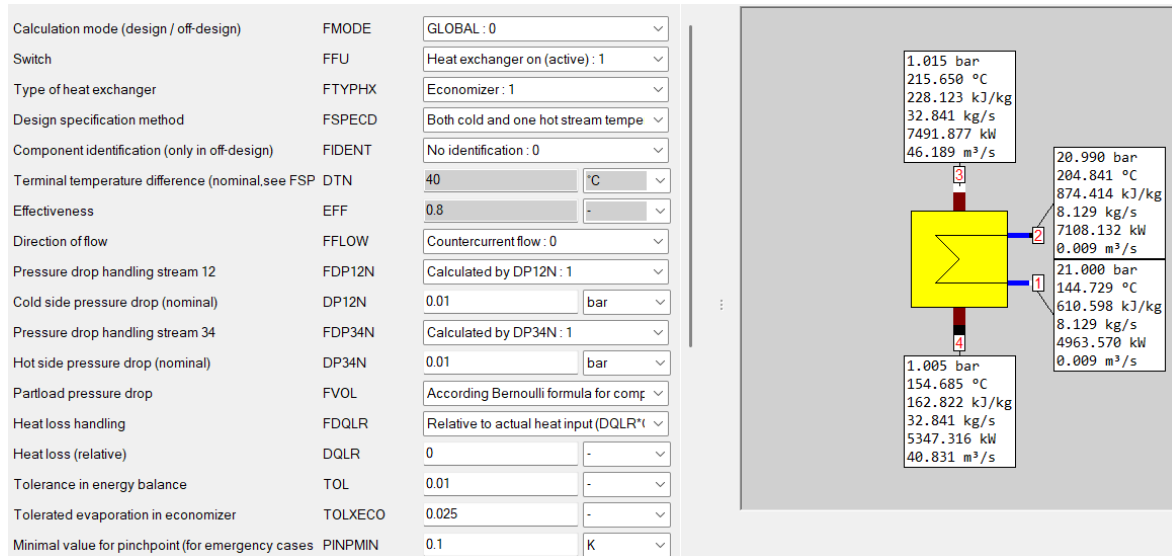 Calculation mode (design / off-design) FMODE GLOBAL : 0
Switch FFU Heat exchanger on (active) : 1
Type of heat exchanger FTYPHX Economizer : 1
Design specification method FSPECD Both cold and one hot stream tempe
Component identification (only in off-design) FIDENT No identification : 0
Terminal temperature difference (nominal,see FSP DTN 40 °C
Effectiveness EFF 0.8 -
Direction of flow FFLOW Countercurrent flow : 0
Pressure drop handling stream 12 FDP12N Calculated by DP12N : 1
Cold side pressure drop (nominal) DP12N 0.01 bar
Pressure drop handling stream 34 FDP34N Calculated by DP34N : 1
Hot side pressure drop (nominal) DP34N 0.01 bar
Partload pressure drop FVOL According Bernoulli formula for comp
Heat loss handling FDQLR Relative to actual heat input (DQLR*(
Heat loss (relative) DQLR 0 -
Tolerance in energy balance TOL 0.01 -
Tolerated evaporation in economizer TOLXECO 0.025 -
Minimal value for pinchpoint (for emergency cases PINPMIN 0.1 K
1.015 bar
215.650 °C
228.123 kJ/kg
32.841 kg/s
7491.877 kW
46.189 m³/s
3
20.990 bar
204.841 °C
874.414 kJ/kg
8.129 kg/s
7108.132 kW
0.009 m³/s
2
21.000 bar
144.729 °C
610.598 kJ/kg
8.129 kg/s
4963.570 kW
0.009 m³/s
1
4
1.005 bar
154.685 °C
162.822 kJ/kg
32.841 kg/s
5347.316 kW
40.831 m³/s